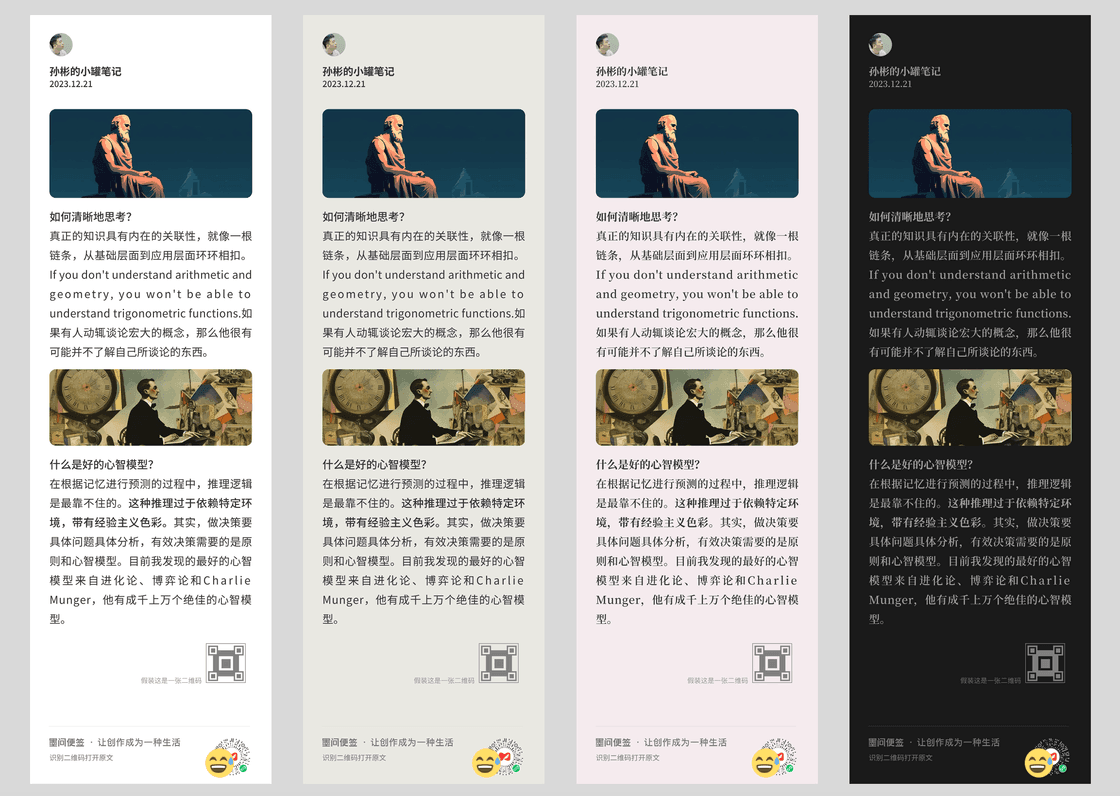 孙彬的小罐笔记
2023.12.21
如何清晰地思考？
真正的知识具有内在的关联性，就像一根
链条，从基础层面到应用层面环环相扣。
If you don't understand arithmetic and
geometry, you won't be able to
understand trigonometric functions.如
果有人动辄谈论宏大的概念，那么他很有
可能并不了解自己所谈论的东西。
什么是好的心智模型？
在根据记忆进行预测的过程中，推理逻辑
是最靠不住的。这种推理过于依赖特定环
境，带有经验主义色彩。其实，做决策要
具体问题具体分析，有效决策需要的是原
则和心智模型。目前我发现的最好的心智
模型来自进化论、博弈论和Charlie
Munger，他有成千上万个绝佳的心智模
型。
假装这是一张二维码
墨问便签 · 让创作成为一种生活
识别二维码打开原文
孙彬的小罐笔记
2023.12.21
如何清晰地思考？
真正的知识具有内在的关联性，就像一根
链条，从基础层面到应用层面环环相扣。
If you don't understand arithmetic and
geometry, you won't be able to
understand trigonometric functions.如
果有人动辄谈论宏大的概念，那么他很有
可能并不了解自己所谈论的东西。
什么是好的心智模型？
在根据记忆进行预测的过程中，推理逻辑
是最靠不住的。这种推理过于依赖特定环
境，带有经验主义色彩。其实，做决策要
具体问题具体分析，有效决策需要的是原
则和心智模型。目前我发现的最好的心智
模型来自进化论、博弈论和Charlie
Munger，他有成千上万个绝佳的心智模
型。
假装这是一张二维码
墨问便签 · 让创作成为一种生活
识别二维码打开原文
孙彬的小罐笔记
2023.12.21
如何清晰地思考？
真正的知识具有内在的关联性，就像一根
链条，从基础层面到应用层面环环相扣。
If you don't understand arithmetic
and geometry, you won't be able to
understand trigonometric functions.
如果有人动辄谈论宏大的概念，那么他很
有可能并不了解自己所谈论的东西。
什么是好的心智模型？
在根据记忆进行预测的过程中，推理逻辑
是最靠不住的。这种推理过于依赖特定环
境，带有经验主义色彩。其实，做决策要
具体问题具体分析，有效决策需要的是原
则和心智模型。目前我发现的最好的心智
模型来自进化论、博弈论和Charlie
Munger，他有成千上万个绝佳的心智模
型。
假装这是一张二维码
墨问便签 · 让创作成为一种生活
识别二维码打开原文
孙彬的小罐笔记
2023.12.21
如何清晰地思考？
真正的知识具有内在的关联性，就像一根
链条，从基础层面到应用层面环环相扣。
If you don't understand arithmetic
and geometry, you won't be able to
understand trigonometric functions.
如果有人动辄谈论宏大的概念，那么他很
有可能并不了解自己所谈论的东西。
什么是好的心智模型？
在根据记忆进行预测的过程中，推理逻辑
是最靠不住的。这种推理过于依赖特定环
境，带有经验主义色彩。其实，做决策要
具体问题具体分析，有效决策需要的是原
则和心智模型。目前我发现的最好的心智
模型来自进化论、博弈论和Charlie
Munger，他有成千上万个绝佳的心智模
型。
假装这是一张二维码
墨问便签 · 让创作成为一种生活
识别二维码打开原文